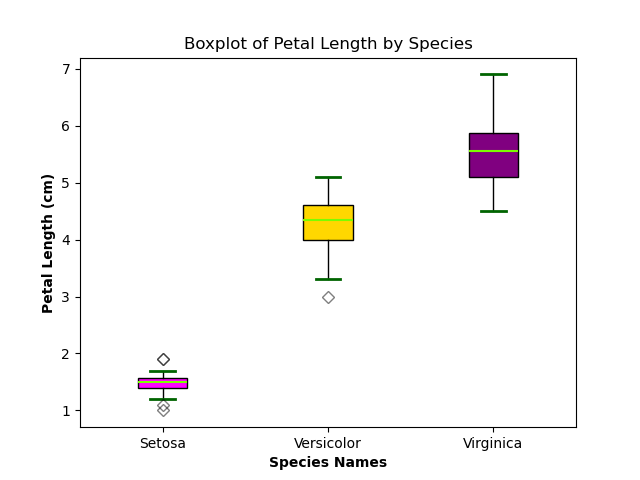 Boxplot of Petal Length by Species
Petal Length (cm)
7
6
5
4
3
2
1
Setosa
Versicolor
Virginica
Species Names